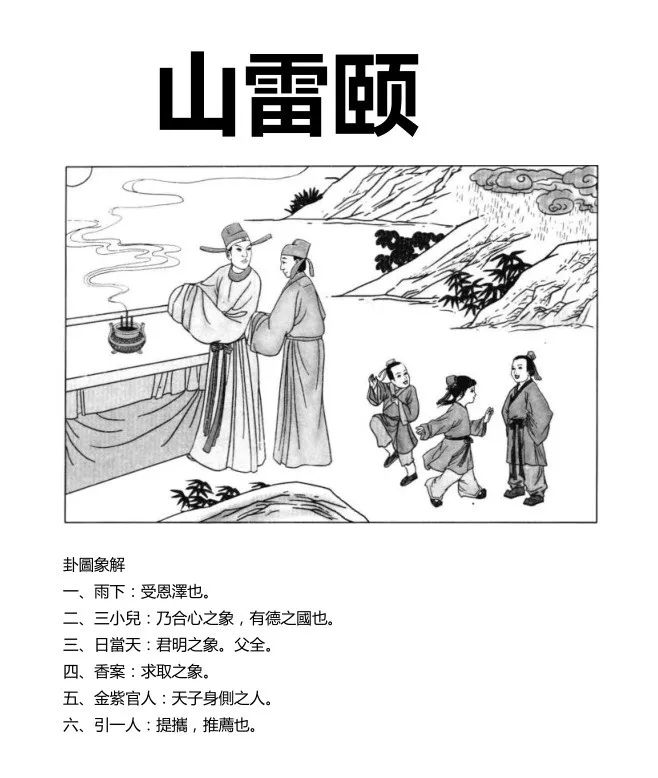 山雷颐
卦圖象解
一、雨下：受恩澤也。
二、三小兒：乃合心之象，有德之國也。
三、日當天：君明之象。父全。
四、香案：求取之象。
五、金紫官人：天子身側之人。
六、引一人：提攜，推薦也。